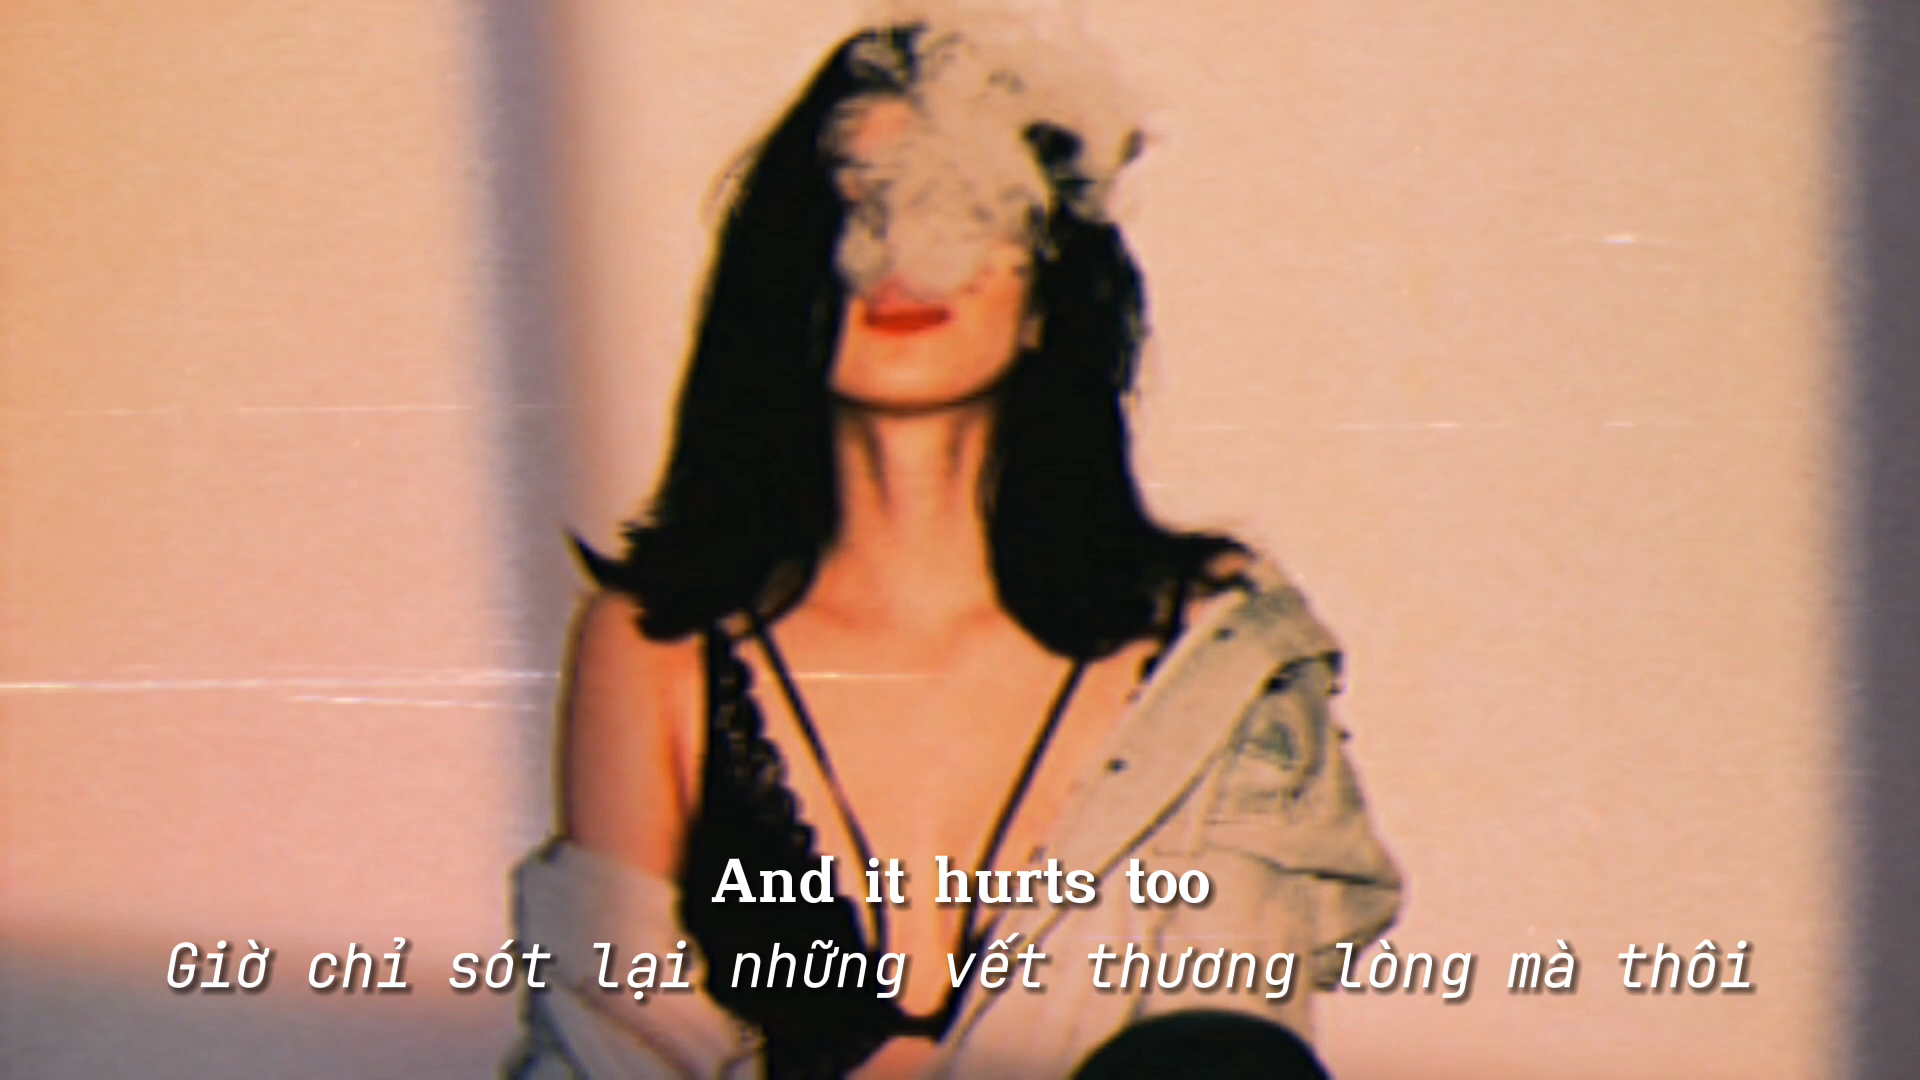 And it hurts too
Giờ chỉ sót lại những vết thương lòng mà thôi